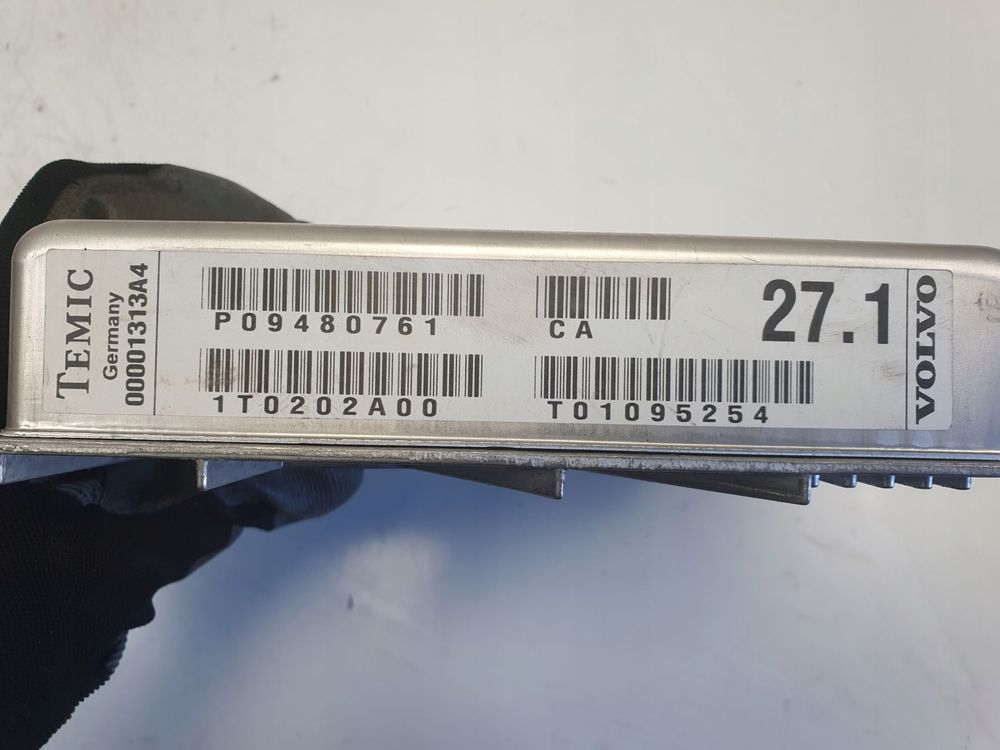 TEMIC
Germany
00001313A4
P09480761
CA
27.1
1T0202A00
T01095254
VOLVO